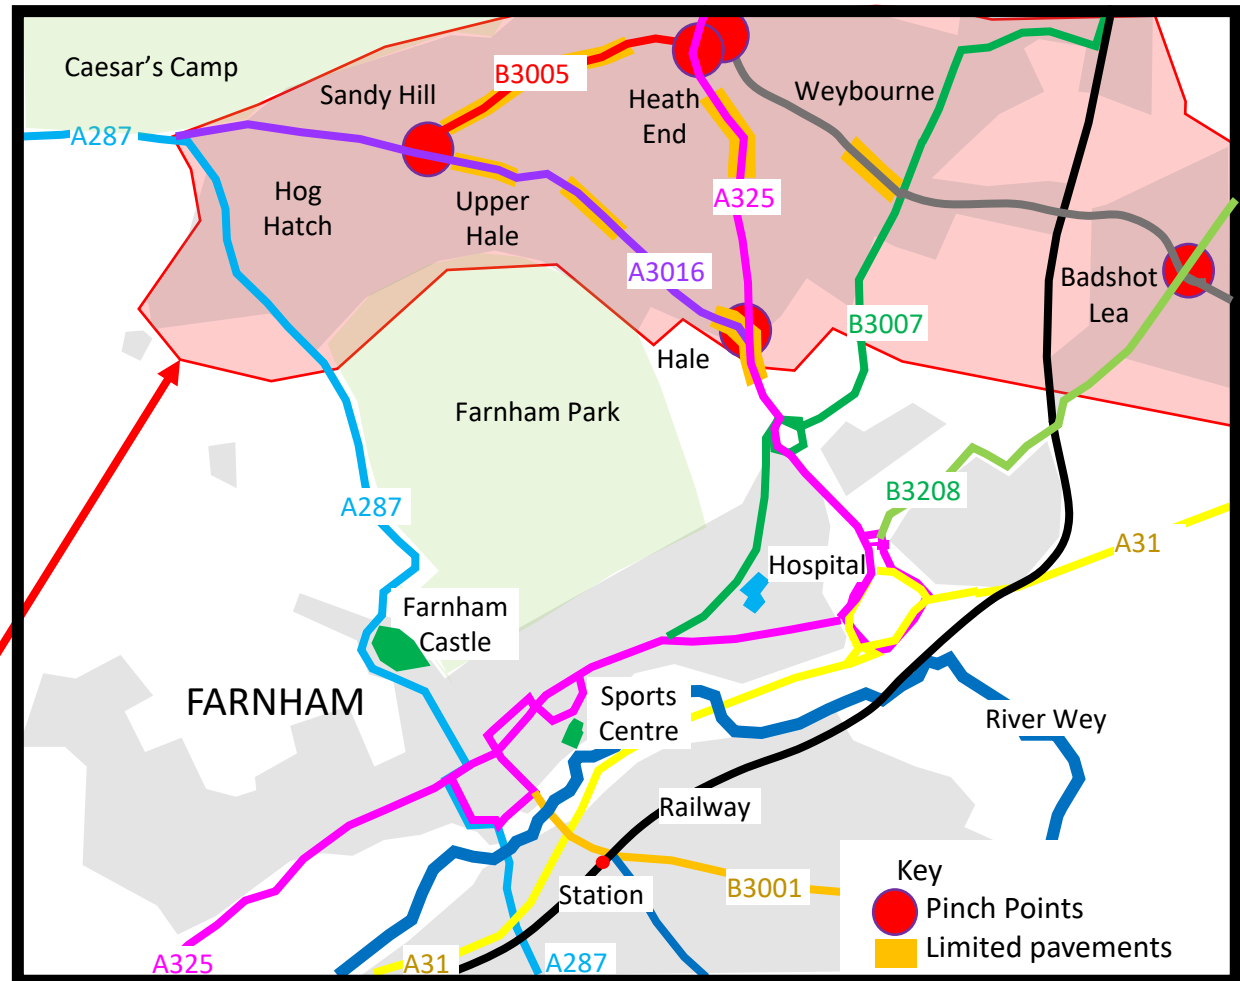 Caesar's Camp
B3005
Sandy Hill
Heath
End
Weybourne
A287
Hog
Hatch
Upper
Hale
A325
A3016
Badshot
Lea
B3007
Hale
Farnham Park
A287
B3208
A31
Hospital
Farnham
Castle
FARNHAM
Sports
Centre
River Wey
Railway
Station
B3001
A325
A31
A287
Key
Pinch Points
Limited pavements